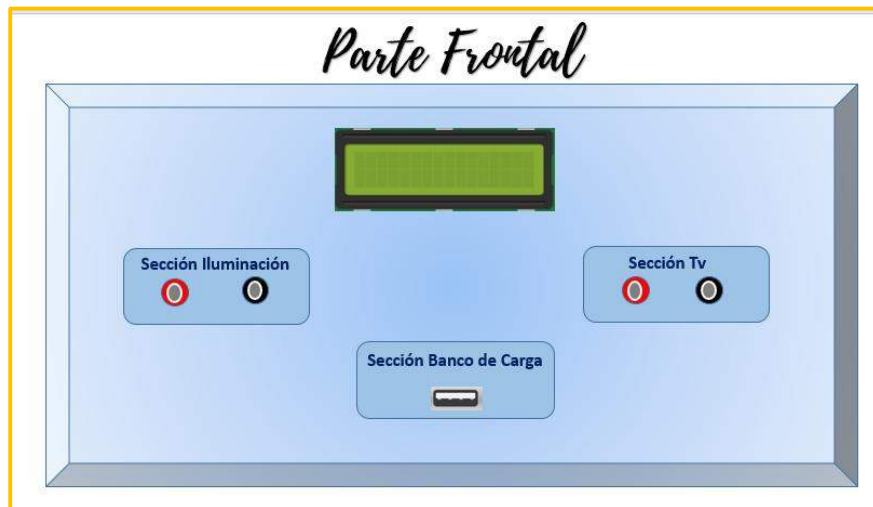 Parte Frontal
Sección Iluminación
Sección Tv
Sección Banco de Carga